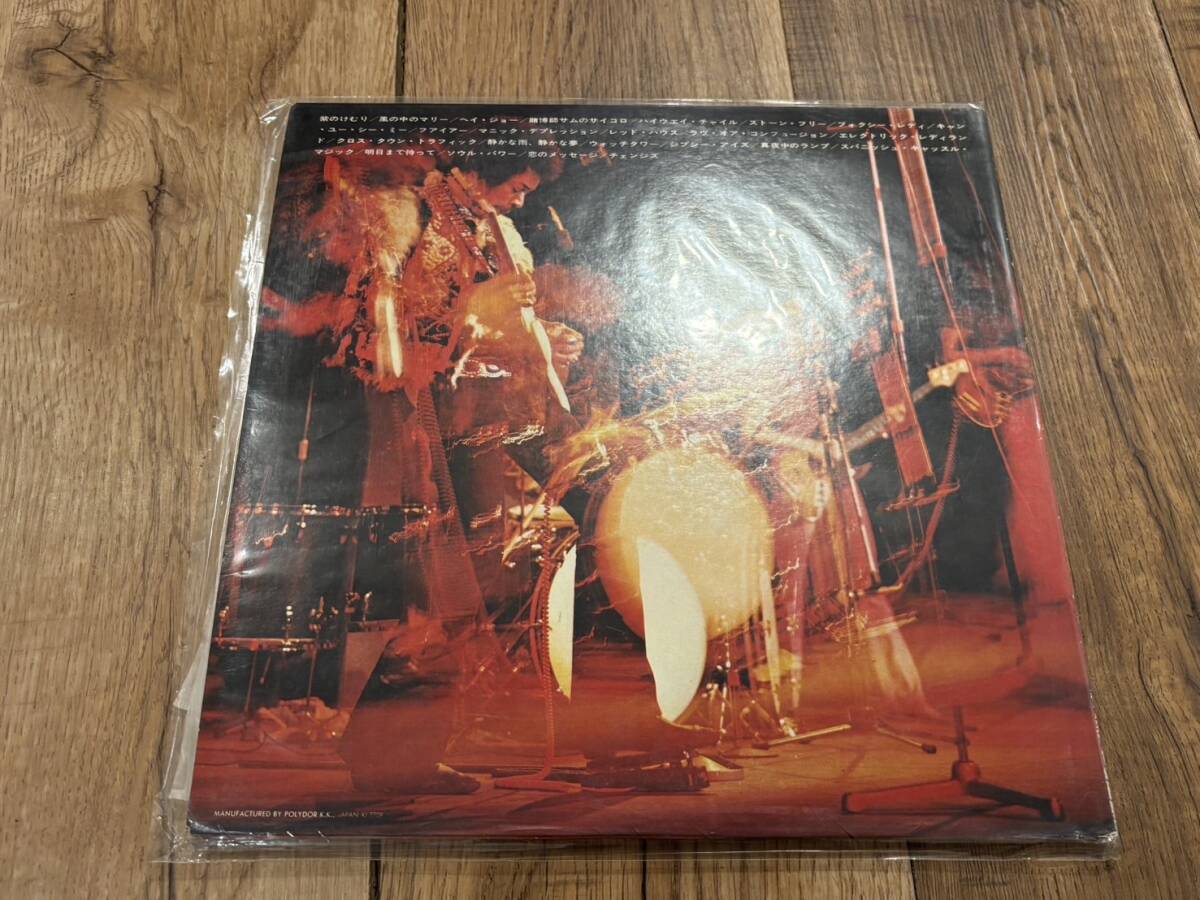 紫のけむり/風の中のマリー/ヘイ・ジョー/賭博師サムのサイコロ/ハイウェイ・チャイル/ストーン・フリー/フォクシー・レディ/キャン
・ユー・シー・ミー/ファイアー/マニック・デプレッション/レッド・ハウス/ラヴ・オア・コンフュージョン/エレクトリック・レディラン
ド/クロス・タウン・トラフィック/静かな雨、静かな夢/ウォッチタワー/ジプシー・アイズ/真夜中のランプ/スパニッシュ・キャッスル・
マジック/明日まで待って/ソウル・パワー/恋のメッセージ/チェンジズ
MANUFACTURED BY POLYDOR K.K., JAPAN